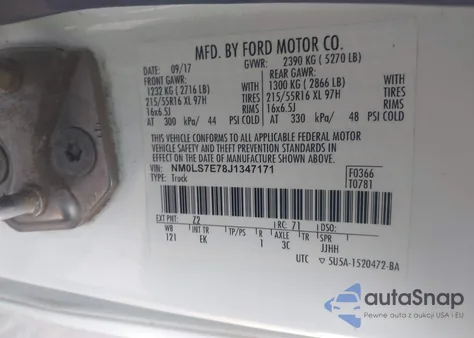 MFD. BY FORD MOTOR CO.
DATE: 09/17 GVWR: 2390 KG ( 5270 LB)
FRONT GAWR: REAR GAWR:
1232 KG ( 2716 LB) WITH 1300 KG ( 2866 LB) WITH
215/55R16 XL 97H TIRES 215/55R16 XL 97H TIRES
16x6.5J RIMS 16x6.5J RIMS
AT 300 kPa/ 44 PSI COLD AT 330 kPa/ 48 PSI COLD
THIS VEHICLE CONFORMS TO ALL APPLICABLE FEDERAL MOTOR
VEHICLE SAFETY AND THEFT PREVENTION STANDARDS IN EFFECT
ON THE DATE OF MANUFACTURE SHOWN ABOVE.
VIN: NM0LS7E78J1347171 F0366
TYPE: Truck T0781
EXT PNT: Z2 RC: 71 DSO:
WB INT TR TP/PS R AXLE TR SPR
121 EK 1 3C JJHH
UTC 5U5A-1520472-BA
autoSnap
Pewne auta z USA i EU